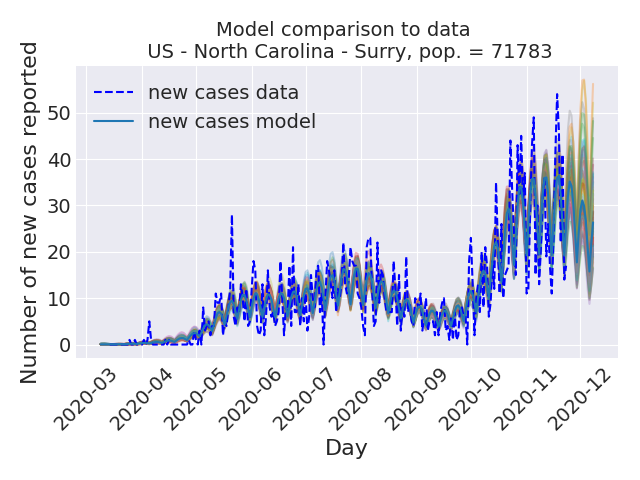 Model comparison to data
US - North Carolina - Surry, pop. = 71783
Number of new cases reported
50
40
30
20
10
0
new cases data
new cases model
2020-03
2020-04
2020-05
2020-06
2020-07
2020-08
2020-09
2020-10
2020-11
2020-12
Day